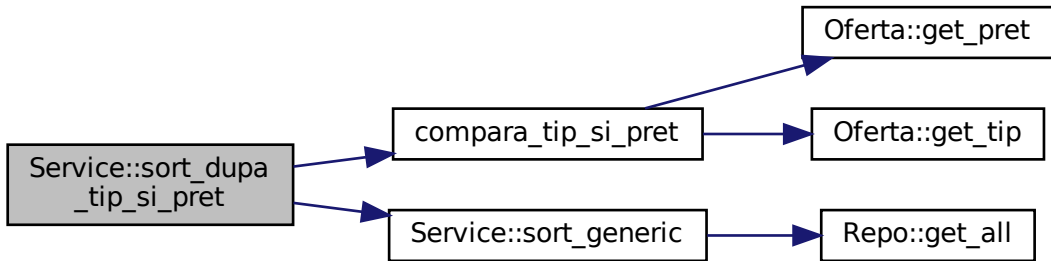 Service::sort_dupa
_tip_si_pret
compara_tip_si_pret
Oferta::get_pret
Oferta::get_tip
Service::sort_generic
Repo::get_all